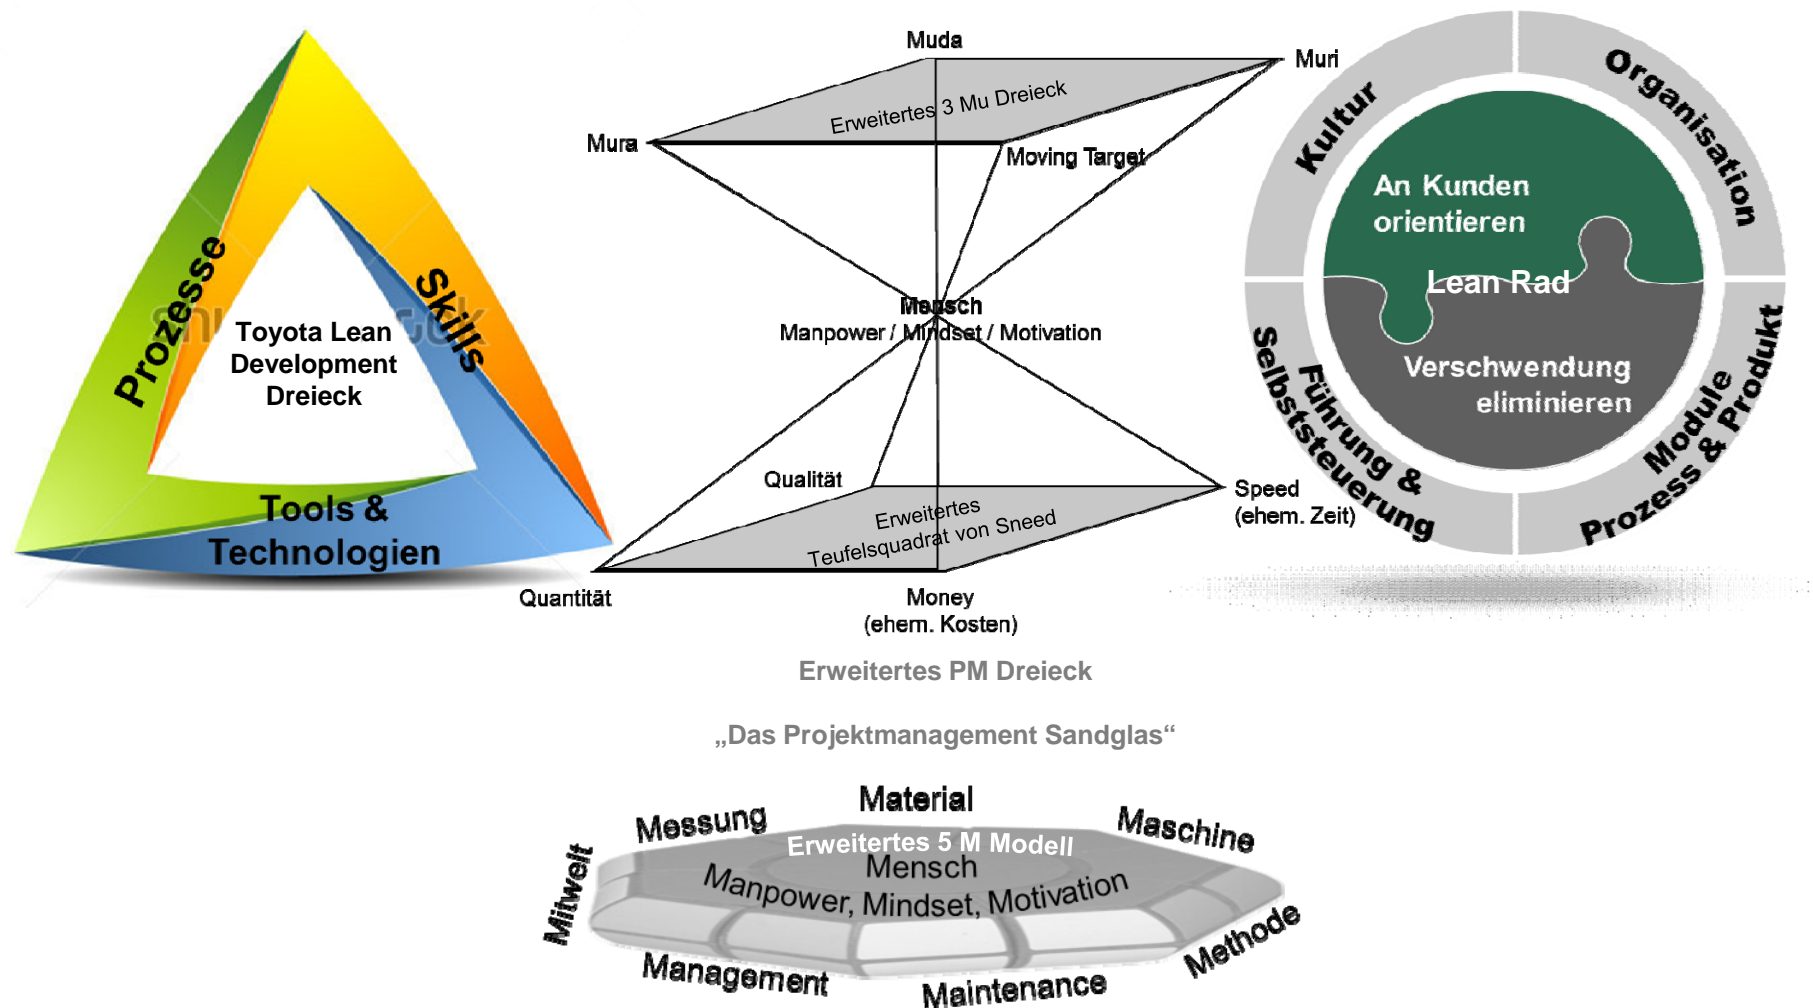 Prozesse
Skills
Toyota Lean
Development
Dreieck
Tools &
Technologien
Muda
Muri
Erweitertes 3 Mu Dreieck
Mura
Moving Target
Mensch
Manpower / Mindset / Motivation
Qualität
Speed
(ehem. Zeit)
Erweitertes
Teufelsquadrat von Sneed
Quantität
Money
(ehem. Kosten)
Kultur
Organisation
An Kunden
orientieren
Lean Rad
Verschwendung
eliminieren
Führung &
Selbststeuerung
Module
Prozess & Produkt
Erweitertes PM Dreieck
„Das Projektmanagement Sandglas“
Material
Messung
Maschine
Erweitertes 5 M Modell
Mensch
Manpower, Mindset, Motivation
Mitwelt
Methode
Management
Maintenance